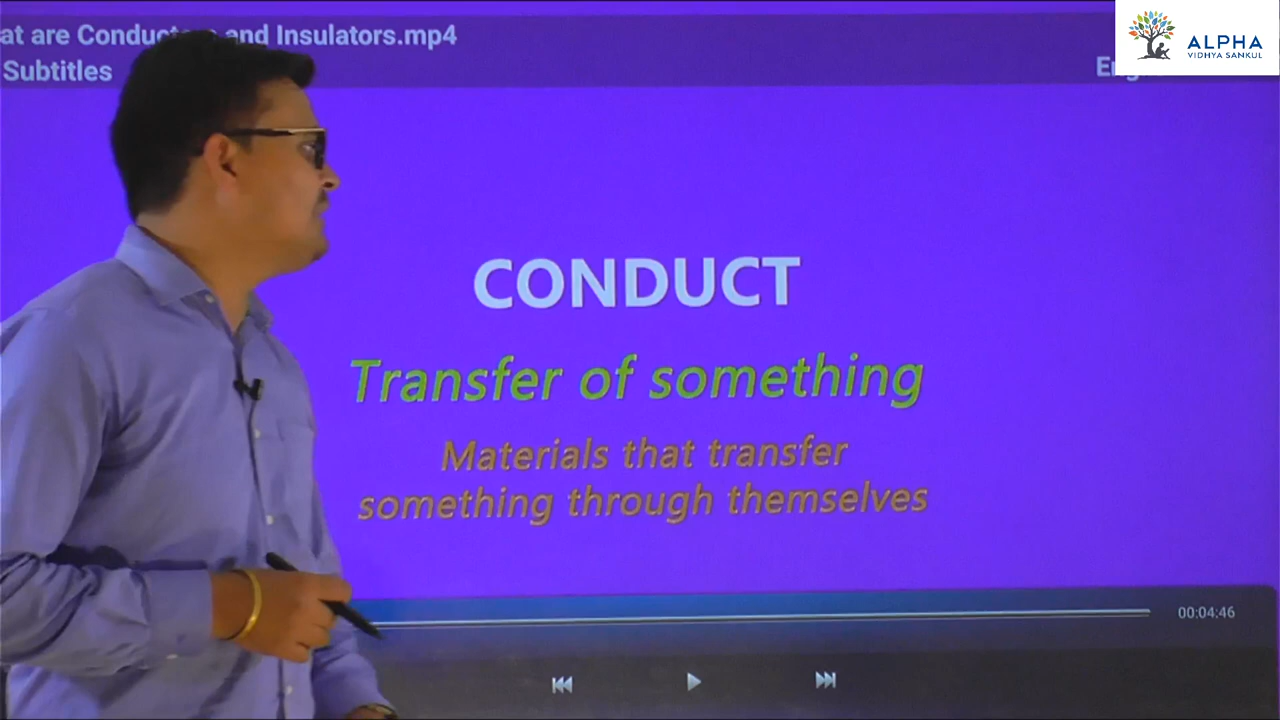 at are Conductors and Insulators.mp4
Subtitles
ALPHA
VIDHYA SANKUL
CONDUCT
Transfer of something
Materials that transfer
something through themselves
00:04:46